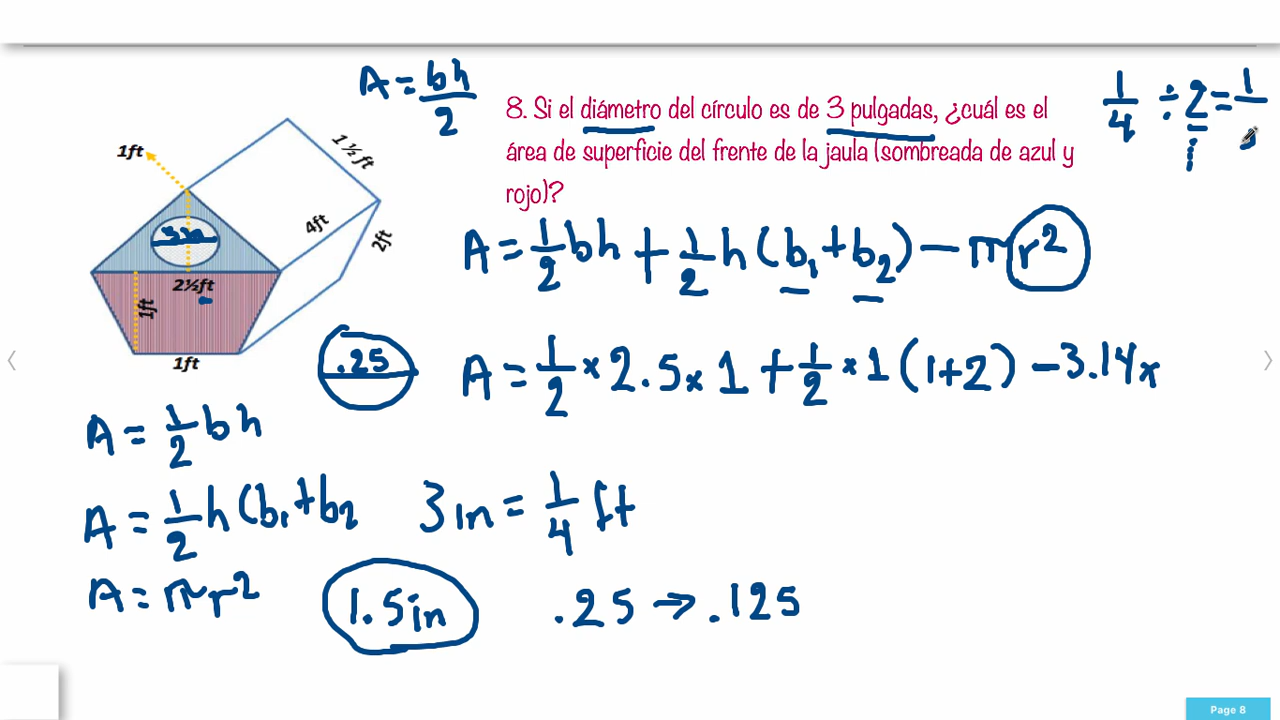 A = bh/2
8. Si el diámetro del círculo es de 3 pulgadas, ¿cuál es el
área de superficie del frente de la jaula (sombreada de azul y
rojo)?
1/4 ÷ 2 = 1/
1
1ft
1 ½ ft
4ft
2ft
3in
2½ft
1ft
1ft
A = 1/2 bh + 1/2 h (b₁ + b₂) − πr²
.25
A = 1/2 × 2.5 × 1 + 1/2 × 1 (1+2) − 3.14 ×
A = 1/2 bh
A = 1/2 h (b₁ + b₂
3 in = 1/4 ft
A = πr²
1.5in
.25 → .125
Page 8